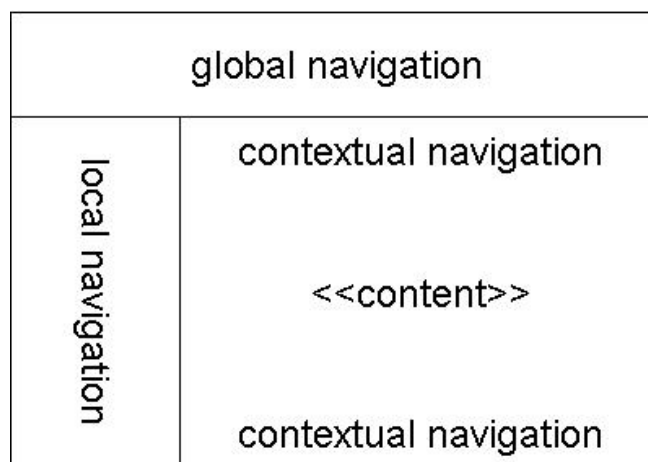 global navigation
local navigation
contextual navigation
<<content>>
contextual navigation